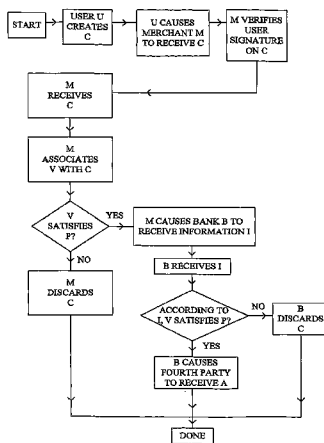 START
USER U
CREATES
C
U CAUSES
MERCHANT M
TO RECEIVE C
M VERIFIES
USER
SIGNATURE
ON C
M
RECEIVES
C
M
ASSOCIATES
V WITH C
V
SATISFIES
P?
YES
M CAUSES BANK B TO
RECEIVE INFORMATION I
NO
B RECEIVES I
M
DISCARDS
C
ACCORDING TO
I, V SATISFIES P?
NO
B
DISCARDS
C
YES
B CAUSES
FOURTH PARTY
TO RECEIVE A
DONE